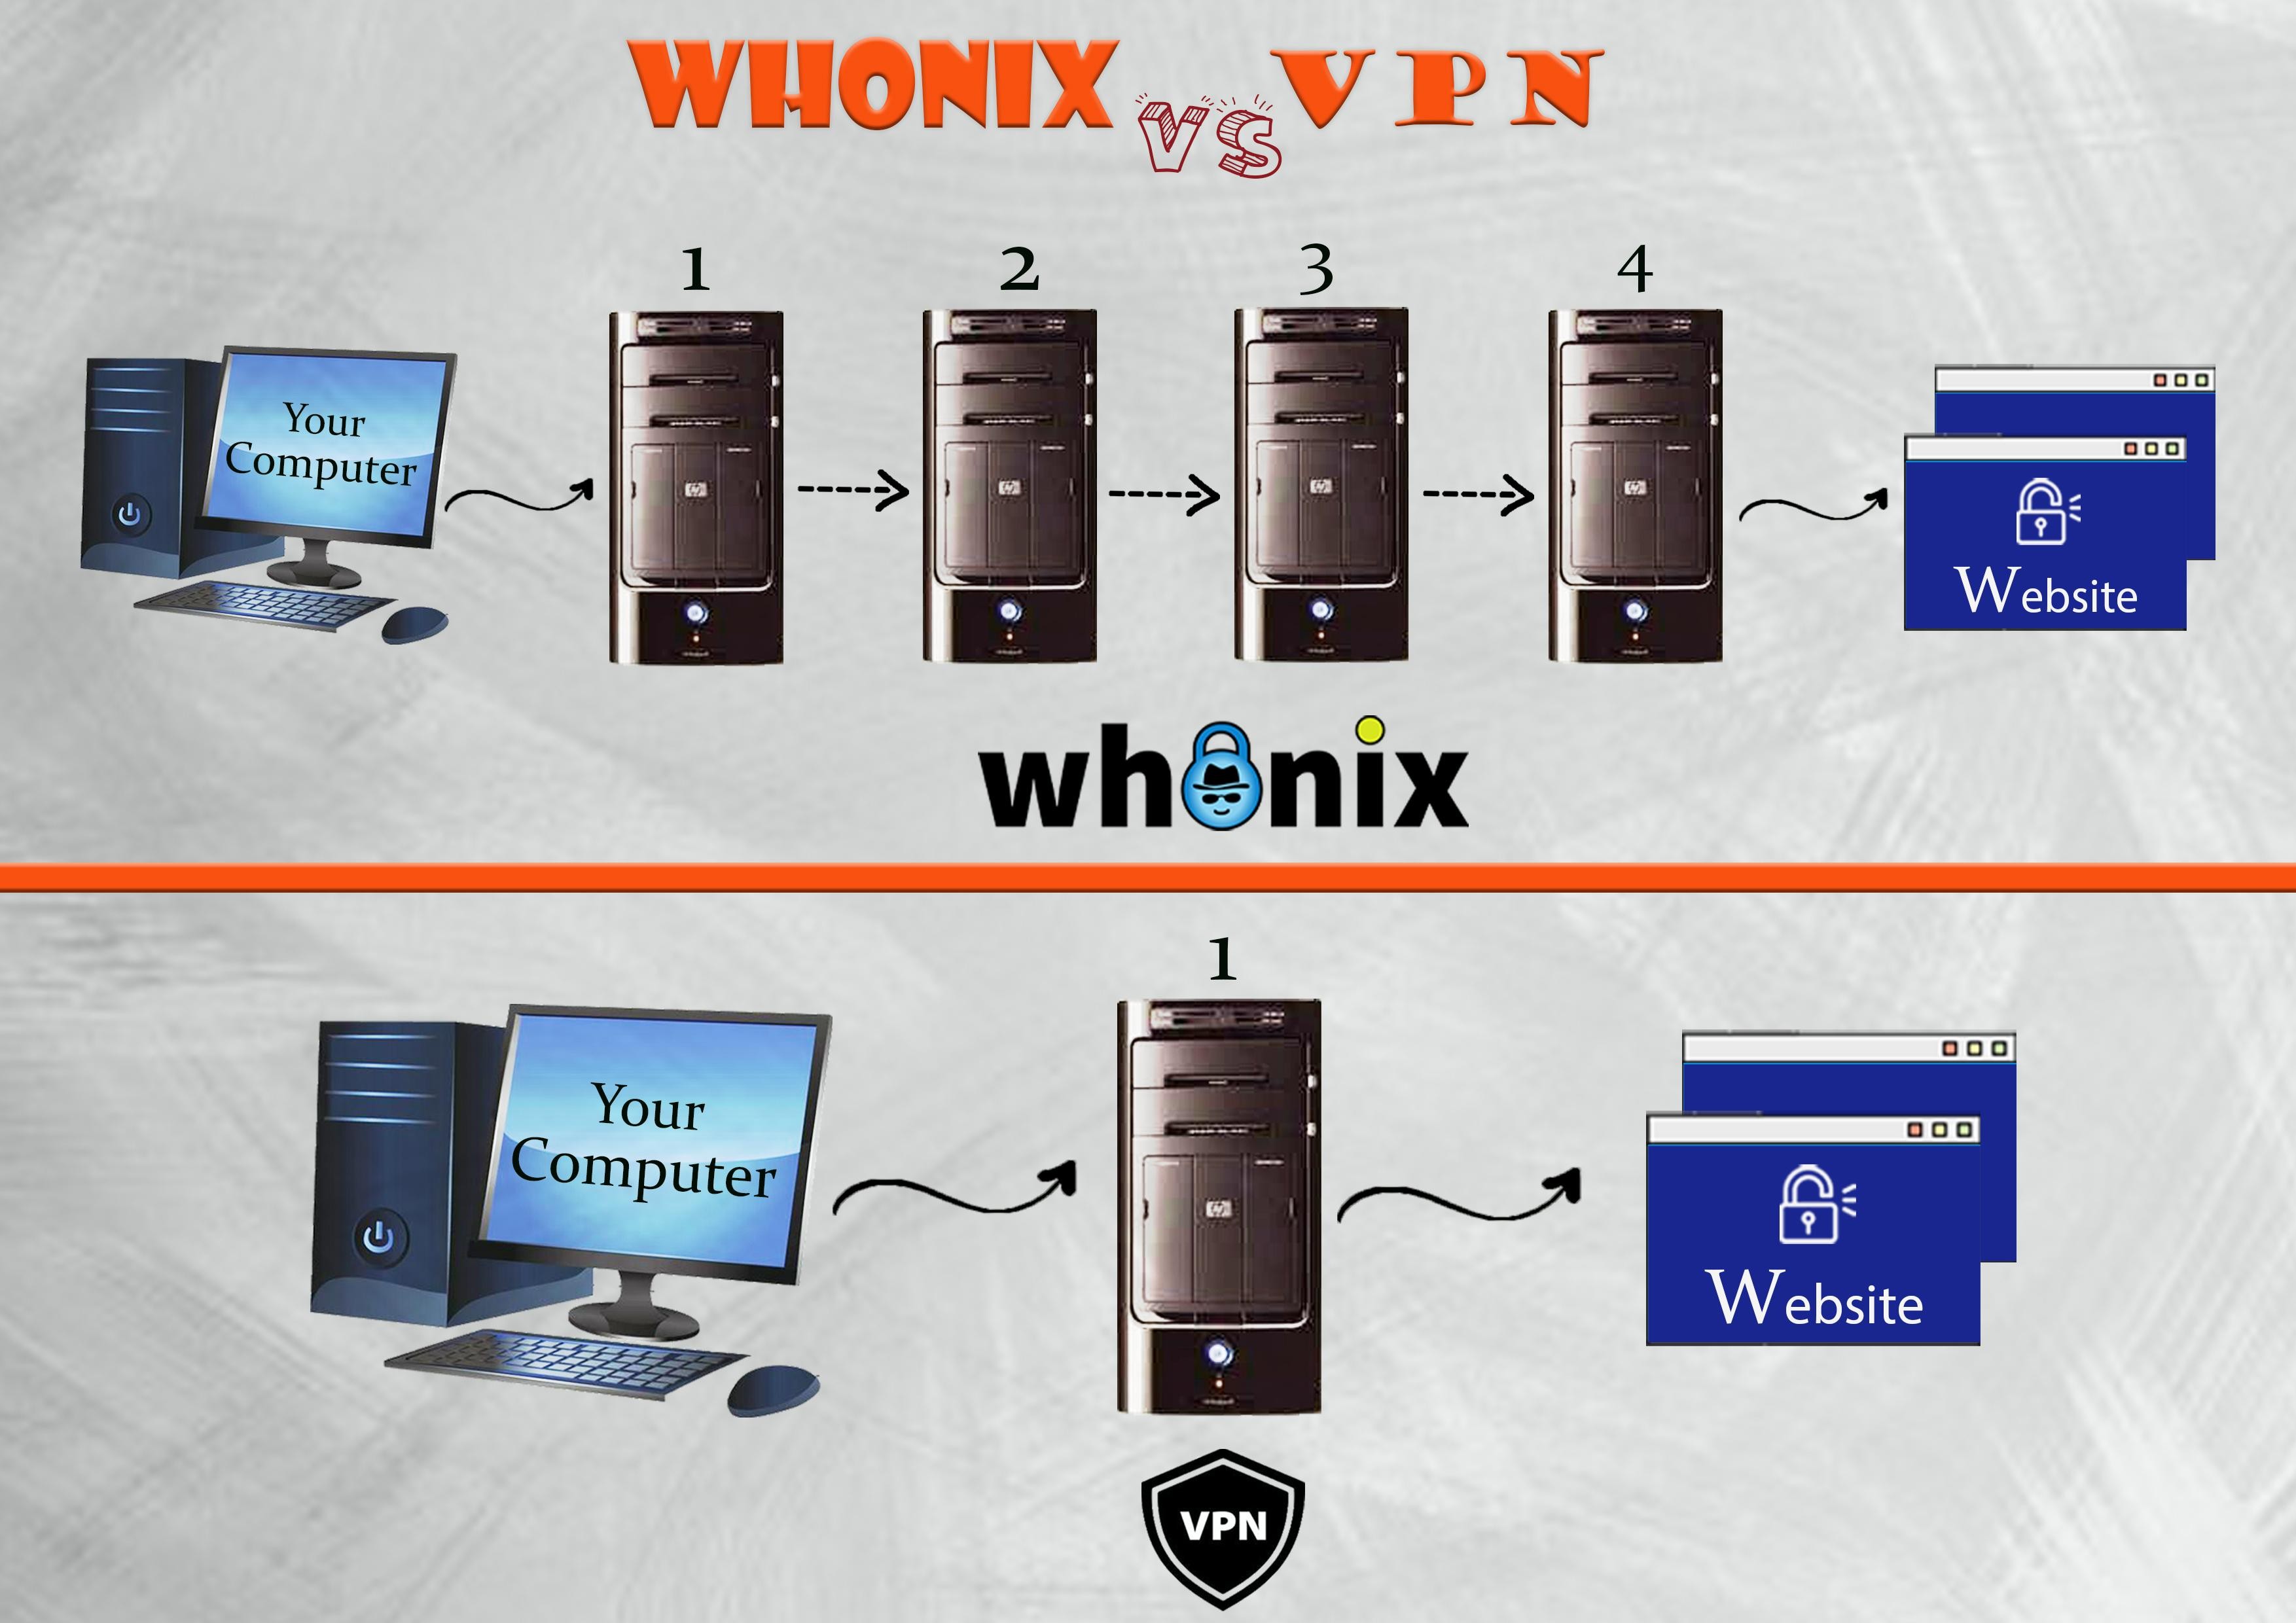 WHONIX VS VPN
1 2 3 4
Your
Computer
Website
whonix
1
Your
Computer
Website
VPN